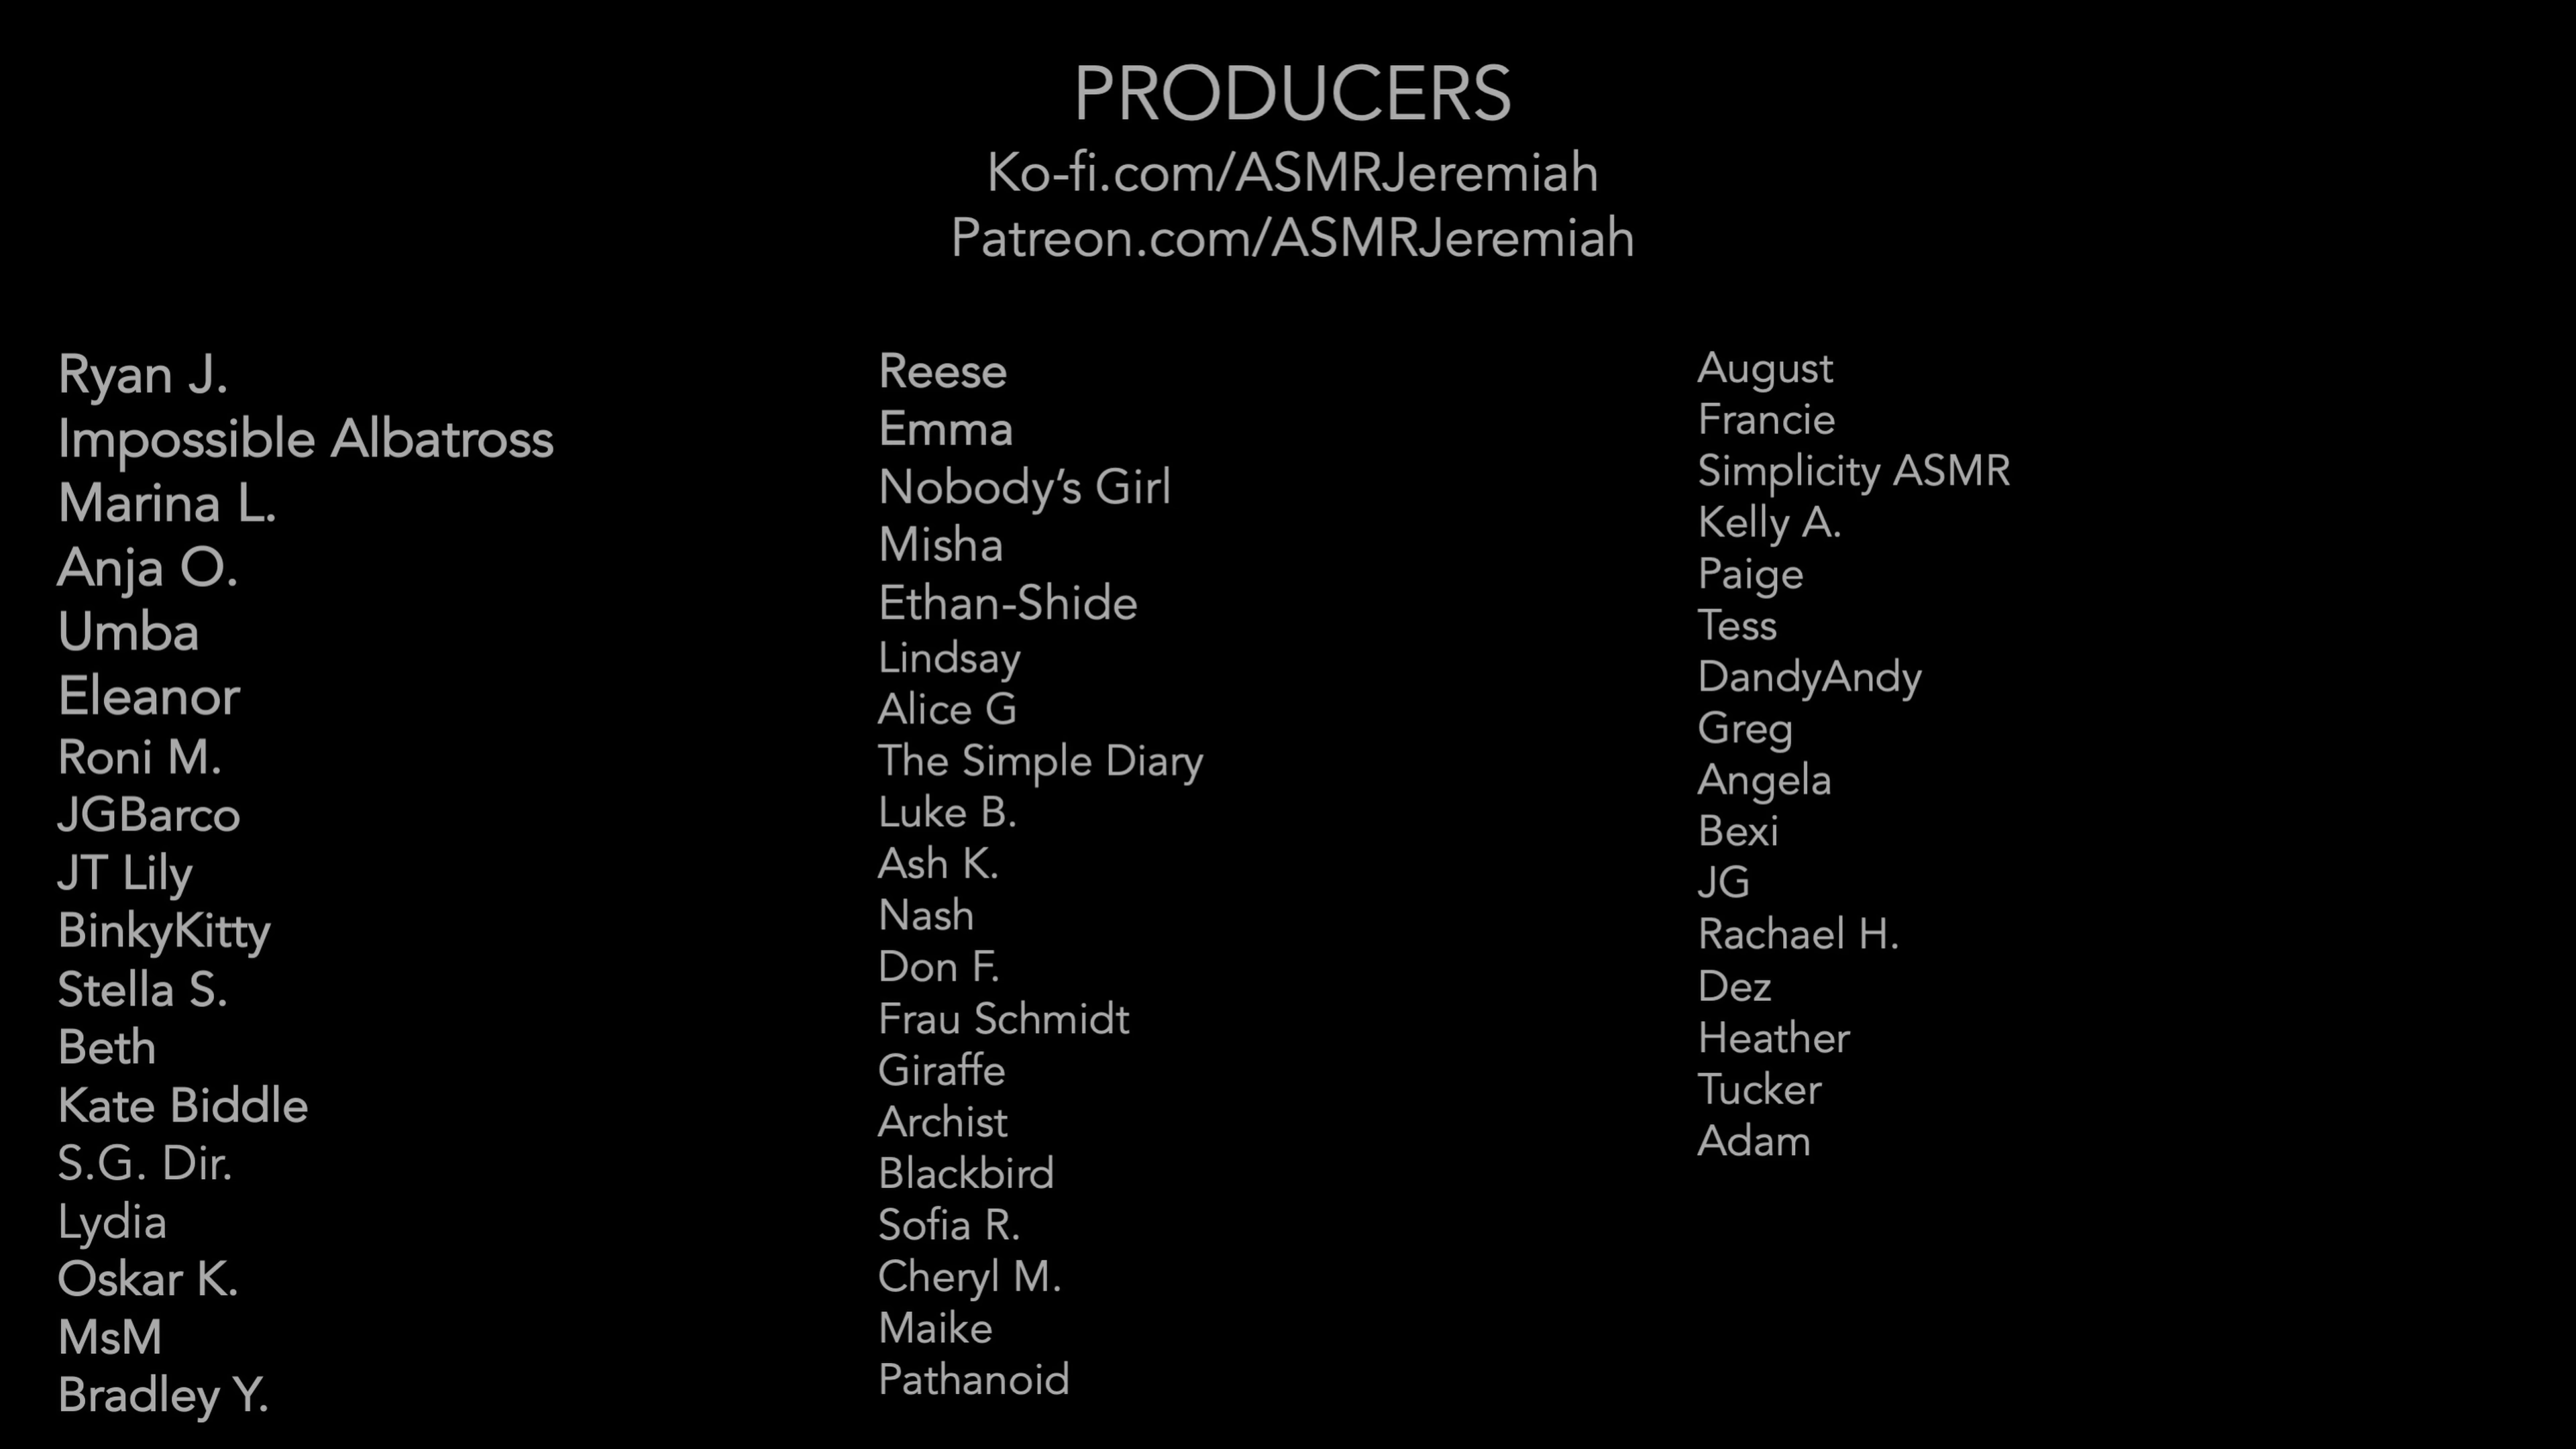 PRODUCERS
Ko-fi.com/ASMRJeremiah
Patreon.com/ASMRJeremiah
Ryan J.
Impossible Albatross
Marina L.
Anja O.
Umba
Eleanor
Roni M.
JGBarco
JT Lily
BinkyKitty
Stella S.
Beth
Kate Biddle
S.G. Dir.
Lydia
Oskar K.
MsM
Bradley Y.
Reese
Emma
Nobody’s Girl
Misha
Ethan-Shide
Lindsay
Alice G
The Simple Diary
Luke B.
Ash K.
Nash
Don F.
Frau Schmidt
Giraffe
Archist
Blackbird
Sofia R.
Cheryl M.
Maike
Pathanoid
August
Francie
Simplicity ASMR
Kelly A.
Paige
Tess
DandyAndy
Greg
Angela
Bexi
JG
Rachael H.
Dez
Heather
Tucker
Adam